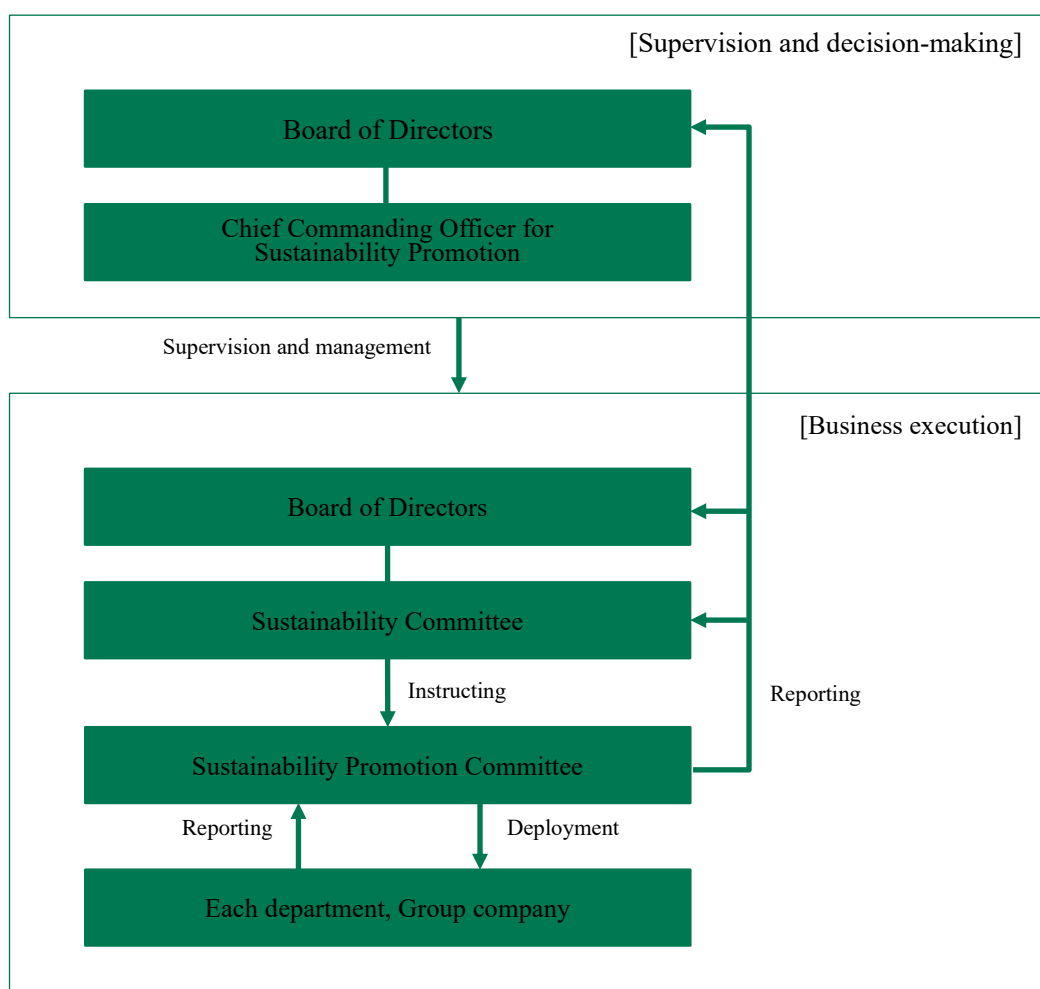 [Supervision and decision-making]
Board of Directors
Chief Commanding Officer for
Sustainability Promotion
Supervision and management
[Business execution]
Board of Directors
Sustainability Committee
Instructing
Reporting
Sustainability Promotion Committee
Reporting
Deployment
Each department, Group company